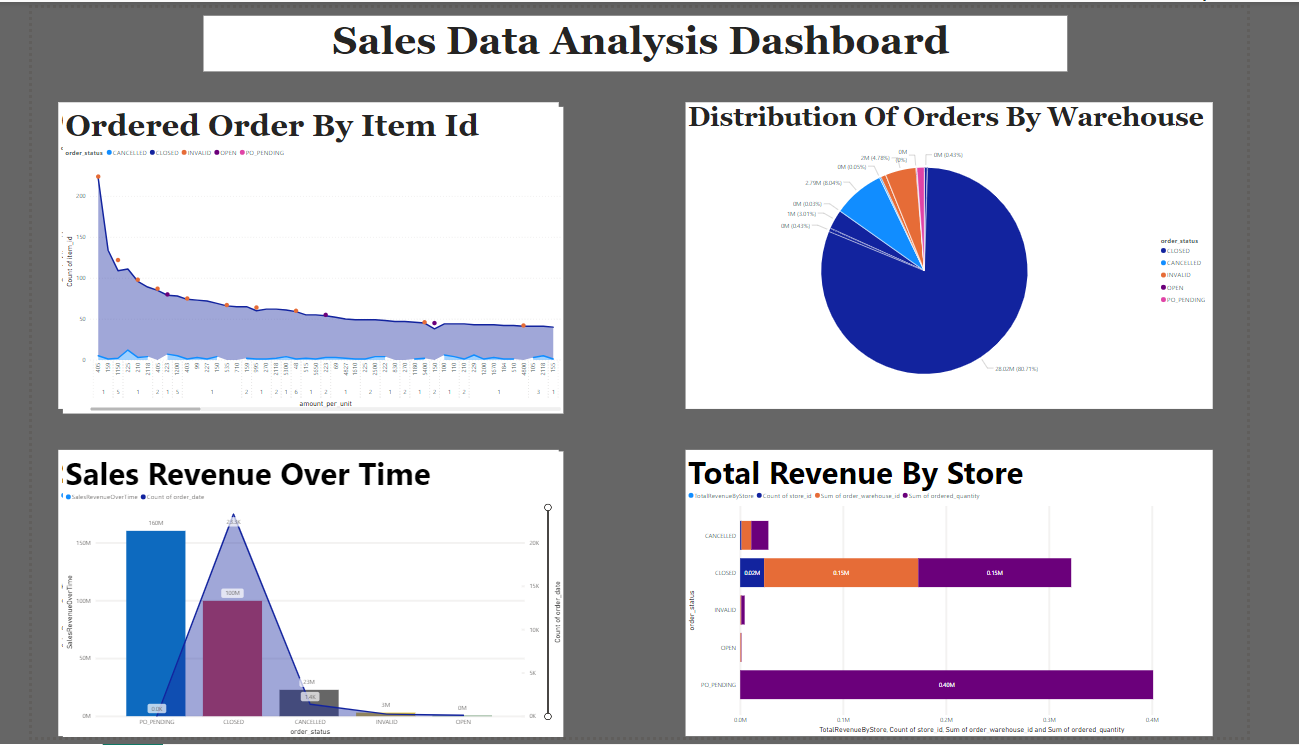 Sales Data Analysis Dashboard
Ordered Order By Item Id
order_status CANCELLED CLOSED INVALID OPEN PO_PENDING
Count of item_id
200
150
100
50
0
amount_per_unit
Distribution Of Orders By Warehouse
0M (0.43%)
0M
2M (4.78%)
0M (0.05%)
2.79M (8.04%)
0M (0.03%)
1M (3.01%)
0M (0.43%)
28.02M (80.71%)
order_status
CLOSED
CANCELLED
INVALID
OPEN
PO_PENDING
Sales Revenue Over Time
SalesRevenueOverTime Count of order_date
SalesRevenueOverTime
150M
100M
50M
0M
160M
100M
23M
1.4K
3M
0M
0.0K
20K
15K
10K
5K
0K
Count of order_date
PO_PENDING CLOSED CANCELLED INVALID OPEN
order_status
Total Revenue By Store
TotalRevenueByStore Count of store_id Sum of order_warehouse_id Sum of ordered_quantity
order_status
CANCELLED
CLOSED 0.02M 0.15M 0.15M
INVALID
OPEN
PO_PENDING 0.40M
0.0M 0.1M 0.2M 0.3M 0.4M
TotalRevenueByStore, Count of store_id, Sum of order_warehouse_id and Sum of ordered_quantity